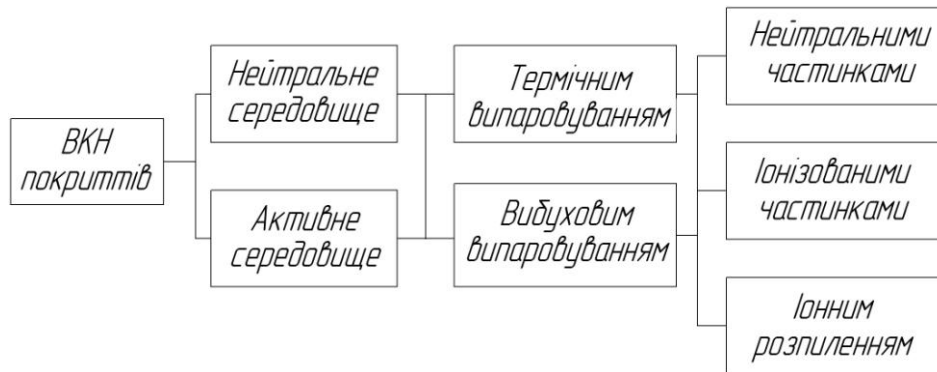 ВКН
покриттів
Нейтральне
середовище
Активне
середовище
Термічним
випаровуванням
Вибуховим
випаровуванням
Нейтральними
частинками
Іонізованими
частинками
Іонним
розпиленням